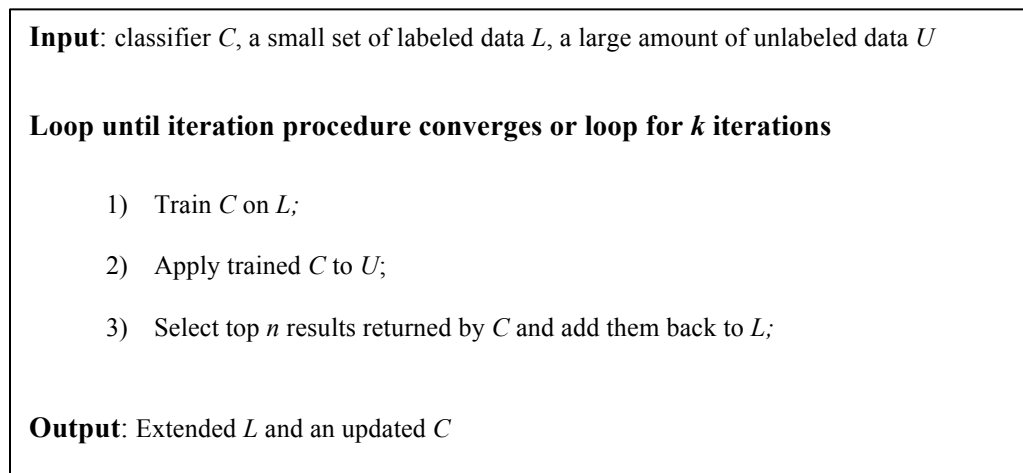 Input: classifier C, a small set of labeled data L, a large amount of unlabeled data U
Loop until iteration procedure converges or loop for k iterations
1) Train C on L;
2) Apply trained C to U;
3) Select top n results returned by C and add them back to L;
Output: Extended L and an updated C